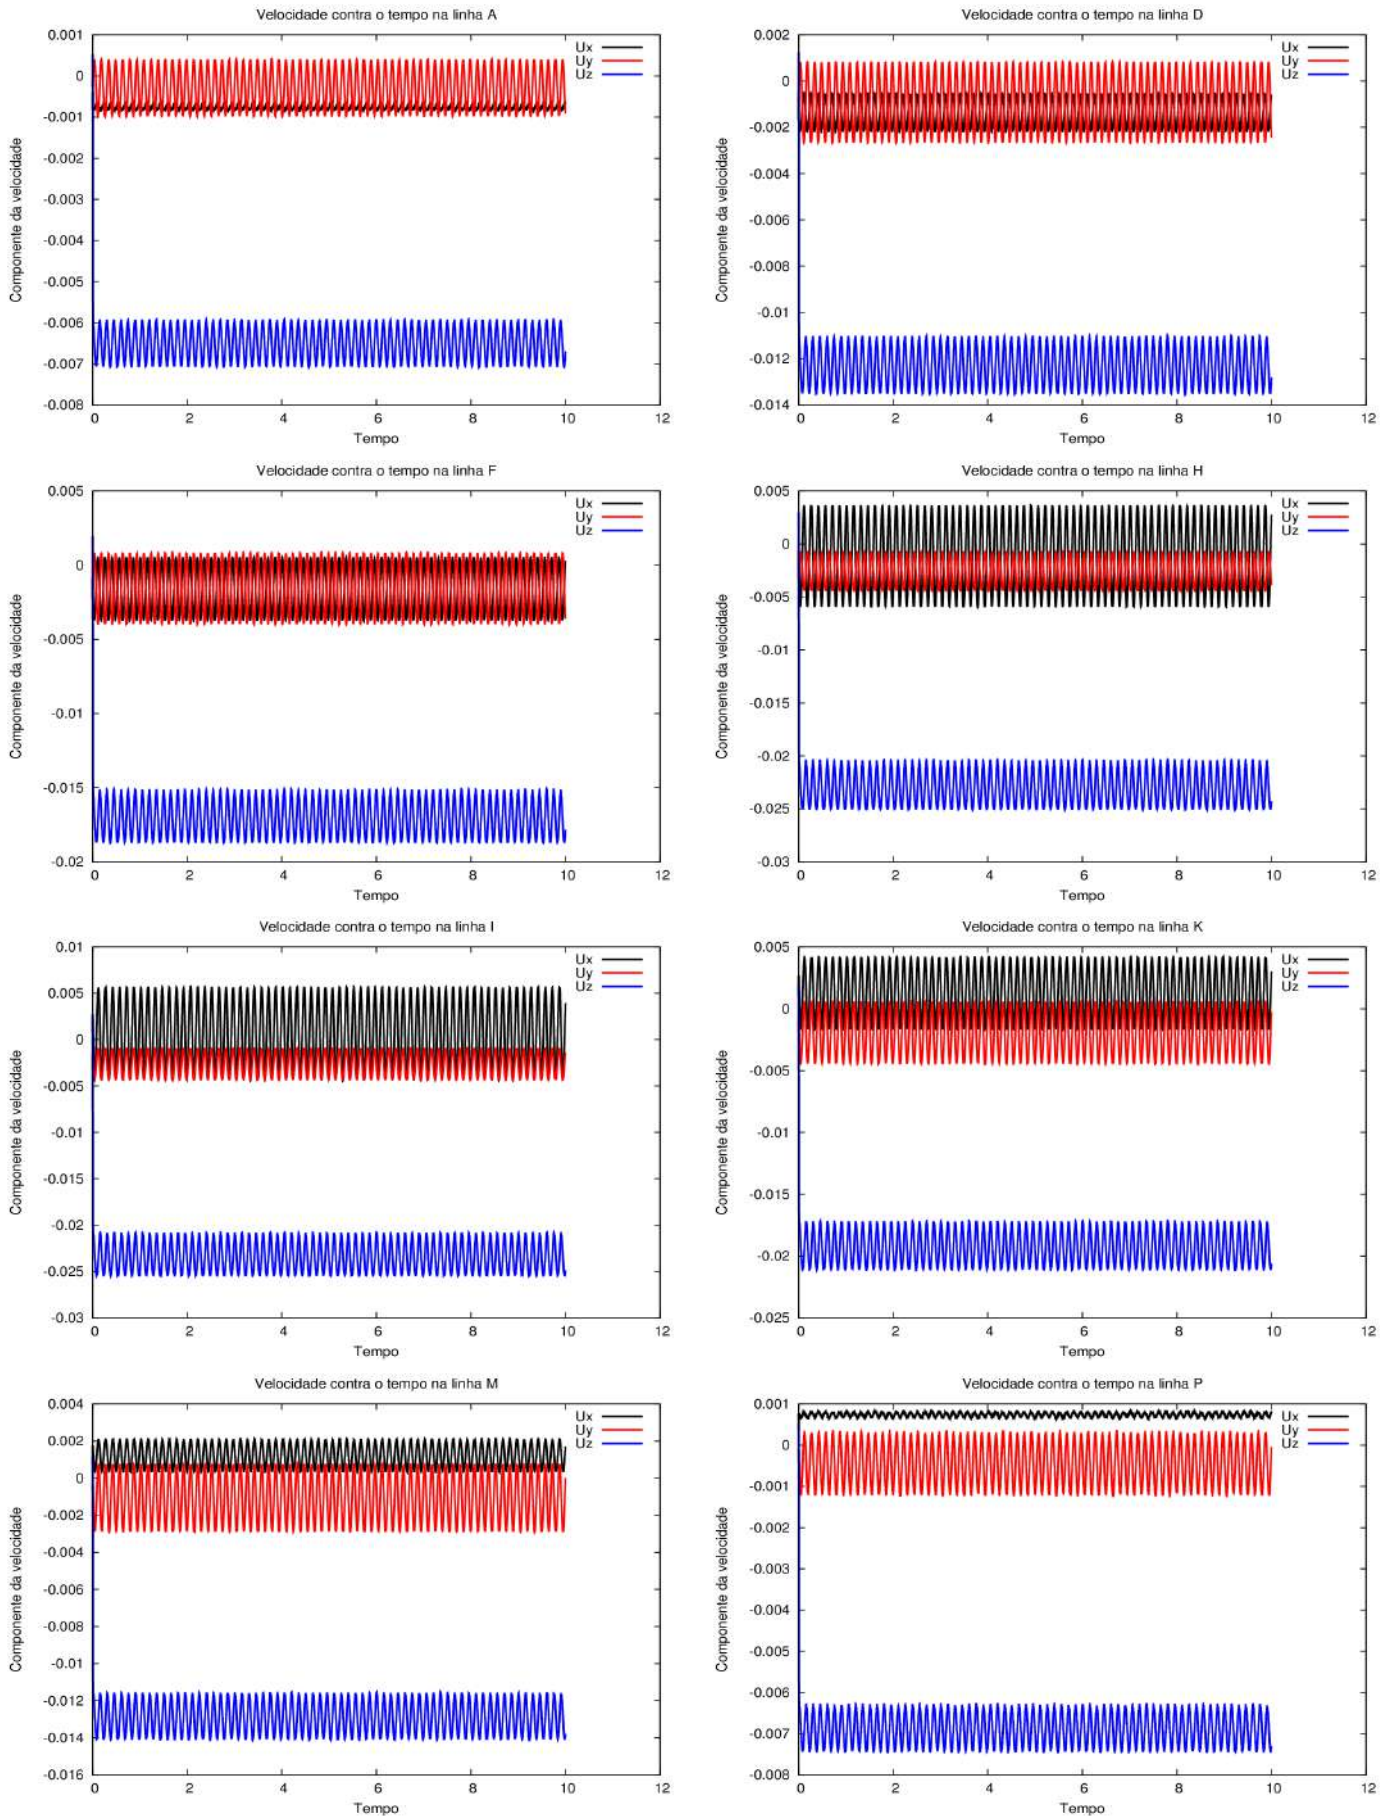 Velocidade contra o tempo na linha A
0.001
0
-0.001
-0.002
-0.003
-0.004
-0.005
-0.006
-0.007
-0.008
Componente da velocidade
Ux
Uy
Uz
0 2 4 6 8 10 12
Tempo
Velocidade contra o tempo na linha D
0.002
0
-0.002
-0.004
-0.006
-0.008
-0.01
-0.012
-0.014
Componente da velocidade
Ux
Uy
Uz
0 2 4 6 8 10 12
Tempo
Velocidade contra o tempo na linha F
0.005
0
-0.005
-0.01
-0.015
-0.02
Componente da velocidade
Ux
Uy
Uz
0 2 4 6 8 10 12
Tempo
Velocidade contra o tempo na linha H
0.005
0
-0.005
-0.01
-0.015
-0.02
-0.025
-0.03
Componente da velocidade
Ux
Uy
Uz
0 2 4 6 8 10 12
Tempo
Velocidade contra o tempo na linha I
0.01
0.005
0
-0.005
-0.01
-0.015
-0.02
-0.025
-0.03
Componente da velocidade
Ux
Uy
Uz
0 2 4 6 8 10 12
Tempo
Velocidade contra o tempo na linha K
0.005
0
-0.005
-0.01
-0.015
-0.02
-0.025
Componente da velocidade
Ux
Uy
Uz
0 2 4 6 8 10 12
Tempo
Velocidade contra o tempo na linha M
0.004
0.002
0
-0.002
-0.004
-0.006
-0.008
-0.01
-0.012
-0.014
-0.016
Componente da velocidade
Ux
Uy
Uz
0 2 4 6 8 10 12
Tempo
Velocidade contra o tempo na linha P
0.001
0
-0.001
-0.002
-0.003
-0.004
-0.005
-0.006
-0.007
-0.008
Componente da velocidade
Ux
Uy
Uz
0 2 4 6 8 10 12
Tempo